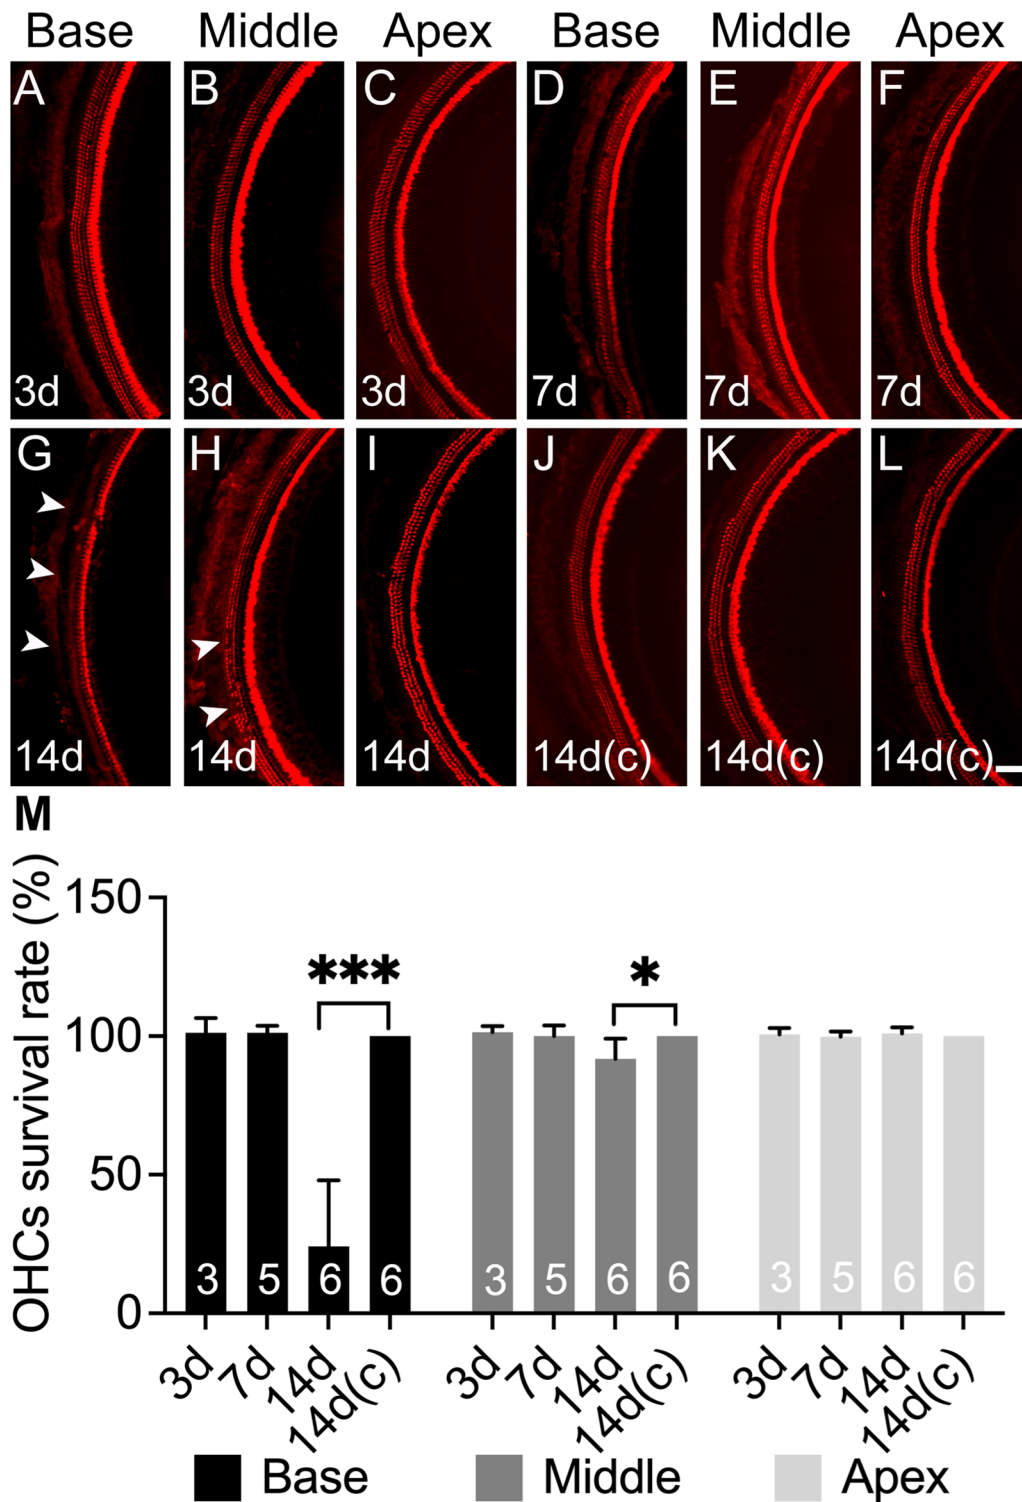 Base Middle Apex Base Middle Apex
A B C D E F
3d 3d 3d 7d 7d 7d
G H I J K L
14d 14d 14d 14d(c) 14d(c) 14d(c)
M
OHCs survival rate (%)
150
*** *
100
50
3 5 6 6 3 5 6 6 3 5 6 6
0
3d 7d 14d 14d(c) 3d 7d 14d 14d(c) 3d 7d 14d 14d(c)
Base Middle Apex